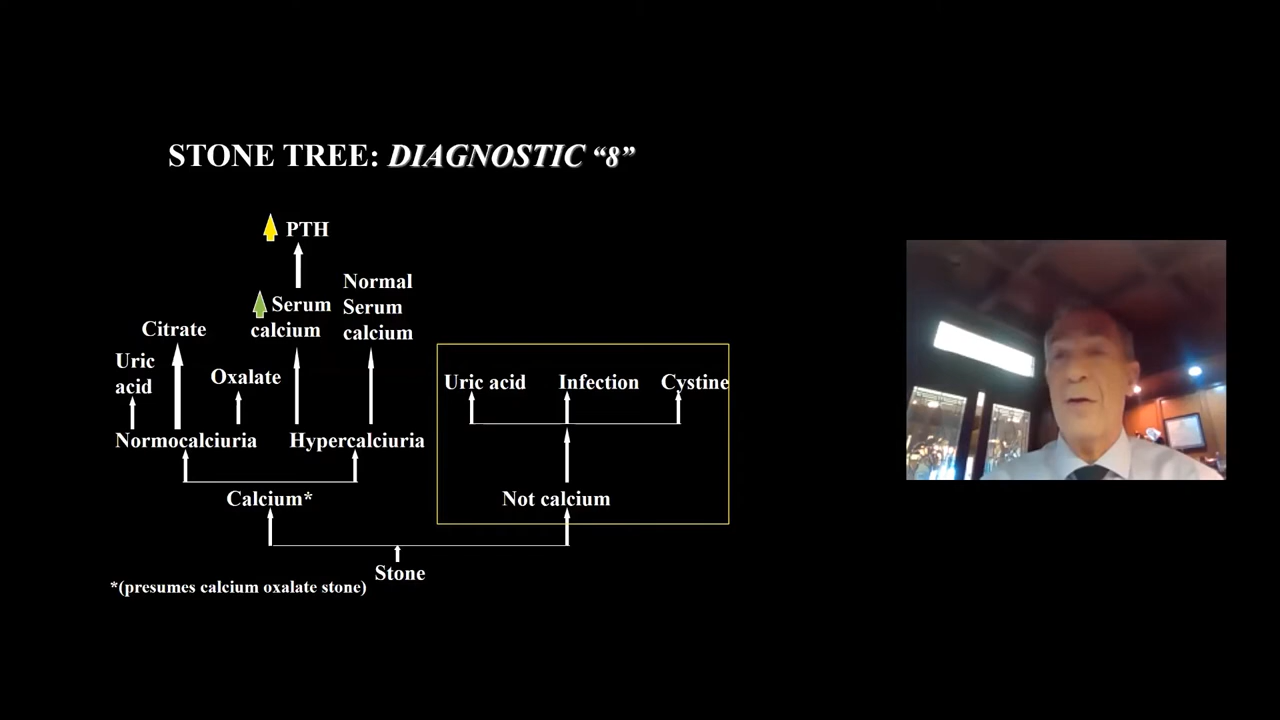 STONE TREE: DIAGNOSTIC “8”
PTH
Normal
Serum
calcium
Serum
calcium
Citrate
Uric
acid
Oxalate
Uric acid
Infection
Cystine
Normocalciuria
Hypercalciuria
Calcium*
Not calcium
Stone
*(presumes calcium oxalate stone)